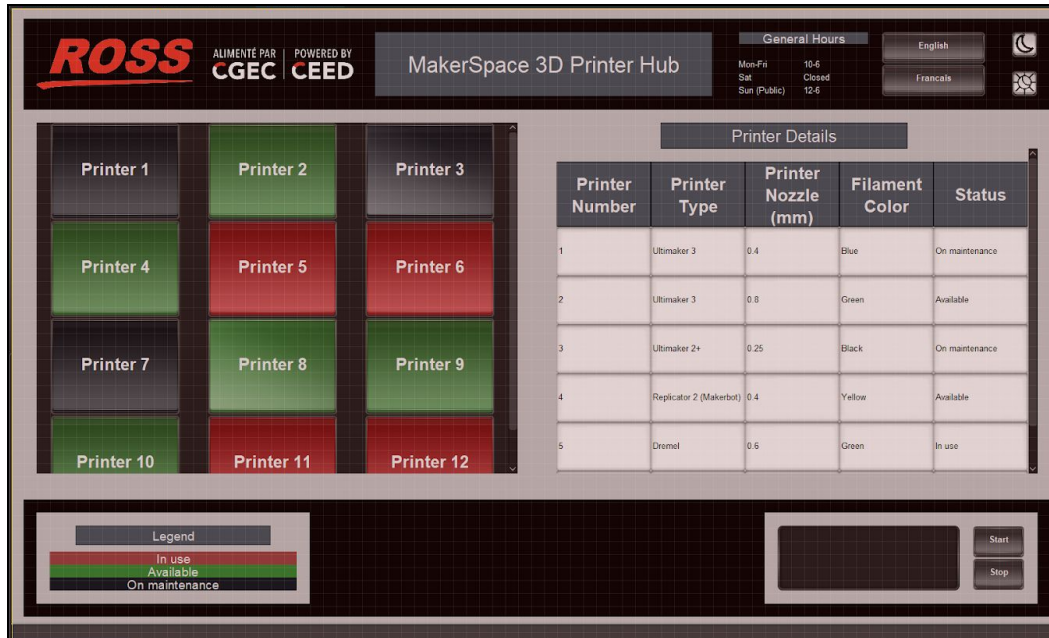 ROSS
ALIMENTÉ PAR | POWERED BY
CGEC | CEED
MakerSpace 3D Printer Hub
General Hours
Mon-Fri 10-6
Sat Closed
Sun (Public) 12-6
English
Francais
Printer 1 Printer 2 Printer 3
Printer 4 Printer 5 Printer 6
Printer 7 Printer 8 Printer 9
Printer 10 Printer 11 Printer 12
Printer Details
Printer Number Printer Type Printer Nozzle (mm) Filament Color Status
1 Ultimaker 3 0.4 Blue On maintenance
2 Ultimaker 3 0.8 Green Available
3 Ultimaker 2+ 0.25 Black On maintenance
4 Replicator 2 (Makerbot) 0.4 Yellow Available
5 Dremel 0.6 Green In use
Legend
In use
Available
On maintenance
Start
Stop